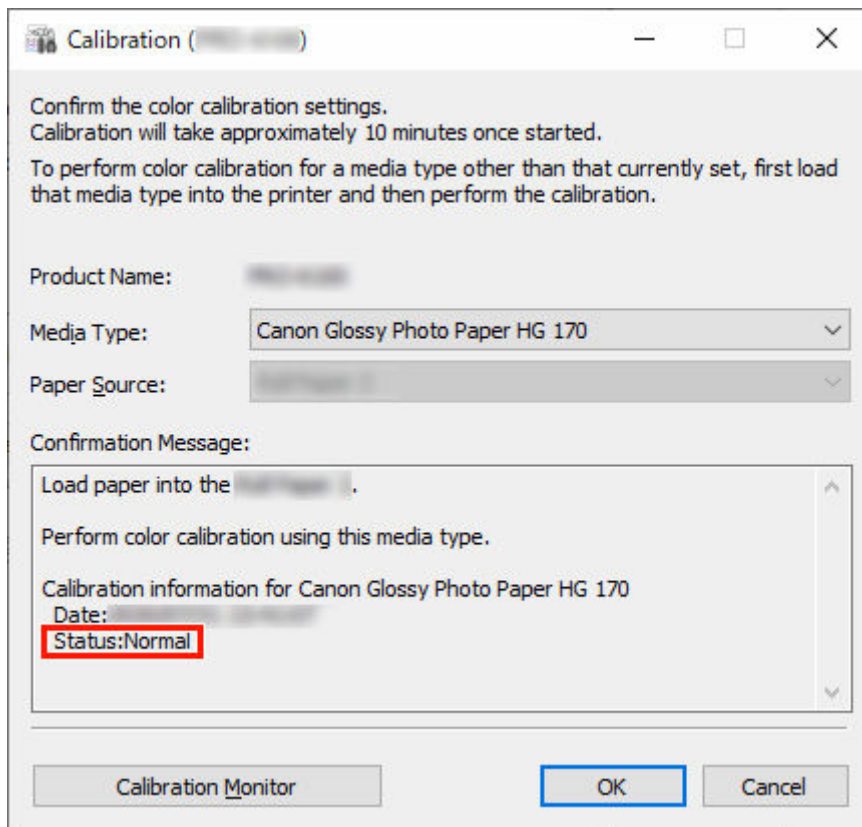 Calibration ( )
Confirm the color calibration settings.
Calibration will take approximately 10 minutes once started.
To perform color calibration for a media type other than that currently set, first load
that media type into the printer and then perform the calibration.
Product Name:
Media Type: Canon Glossy Photo Paper HG 170
Paper Source:
Confirmation Message:
Load paper into the .
Perform color calibration using this media type.
Calibration information for Canon Glossy Photo Paper HG 170
Date:
Status:Normal
Calibration Monitor OK Cancel